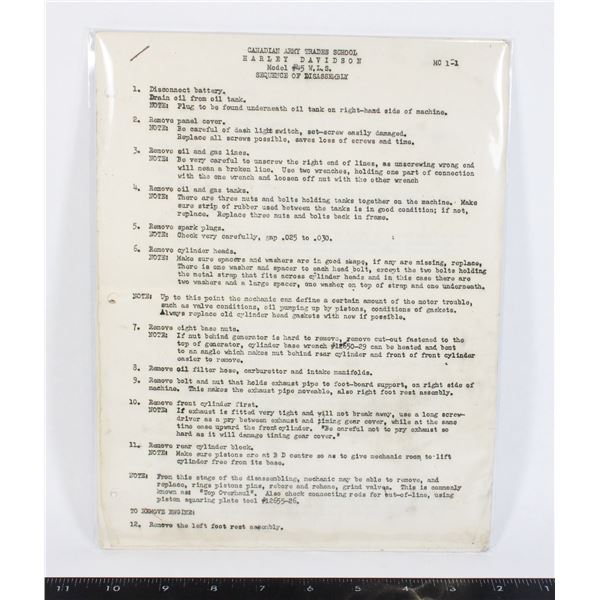 CANADIAN ARMY TRADES SCHOOL
HARLEY DAVIDSON
MC 1-1
Model #45 W.L.S.
SEQUENCE OF DISASSEMBLY
1. Disconnect battery.
Drain oil from oil tank.
NOTE: Plug to be found underneath oil tank on right-hand side of machine.
2. Remove panel cover.
NOTE: Be careful of dash light switch, set-screw easily damaged.
Replace all screws possible, saves loss of screws and time.
3. Remove oil and gas lines.
NOTE: Be very careful to unscrew the right end of lines, as unscrewing wrong end
will mean a broken line. Use two wrenches, holding one part of connection
with the one wrench and loosen off nut with the other wrench
4. Remove oil and gas tanks.
NOTE: There are three nuts and bolts holding tanks together on the machine. Make
sure strip of rubber used between the tanks is in good condition; if not,
replace. Replace three nuts and bolts back in frame.
5. Remove spark plugs.
NOTE: Check very carefully, gap .025 to .030.
6. Remove cylinder heads.
NOTE: Make sure spacers and washers are in good shape, if any are missing, replace,
There is one washer and spacer to each head bolt, except the two bolts holding
the metal strap that fits across cylinder heads and in this case there are
two washers and a large spacer, one washer on top of strap and one underneath.
NOTE: Up to this point the mechanic can define a certain amount of the motor trouble,
such as valve conditions, oil pumping up by pistons, conditions of gaskets.
Always replace old cylinder head gaskets with new if possible.
7. Remove eight base nuts.
NOTE: If nut behind generator is hard to remove, remove cut-out fastened to the
top of generator, cylinder base wrench #12650-29 can be heated and bent
to an angle which makes nut behind rear cylinder and front of front cylinder
easier to remove.
8. Remove oil filter hose, carburettor and intake manifolds.
9. Remove bolt and nut that holds exhaust pipe to foot-board support, on right side of
machine. This makes the exhaust pipe moveable, also right foot rest assembly.
10. Remove front cylinder first.
NOTE: If exhaust is fitted very tight and will not break away, use a long screw-
driver as a pry between exhaust and timing gear cover, while at the same
time ease upward the front cylinder. "Be careful not to pry exhaust so
hard as it will damage timing gear cover."
11. Remove rear cylinder block.
NOTE: Make sure pistons are at B D centre so as to give mechanic room to lift
cylinder free from its base.
NOTE: From this stage of the disassembling, mechanic may be able to remove, and
replace, rings pistons pins, rebore and rehone, grind valves. This is commonly
known as: "Top Overhaul". Also check connecting rods for out-of-line, using
piston squaring plate tool #12655-26.
TO REMOVE ENGINE:
12. Remove the left foot rest assembly.
11 10 9 8 7 6 5 4 3 2 1